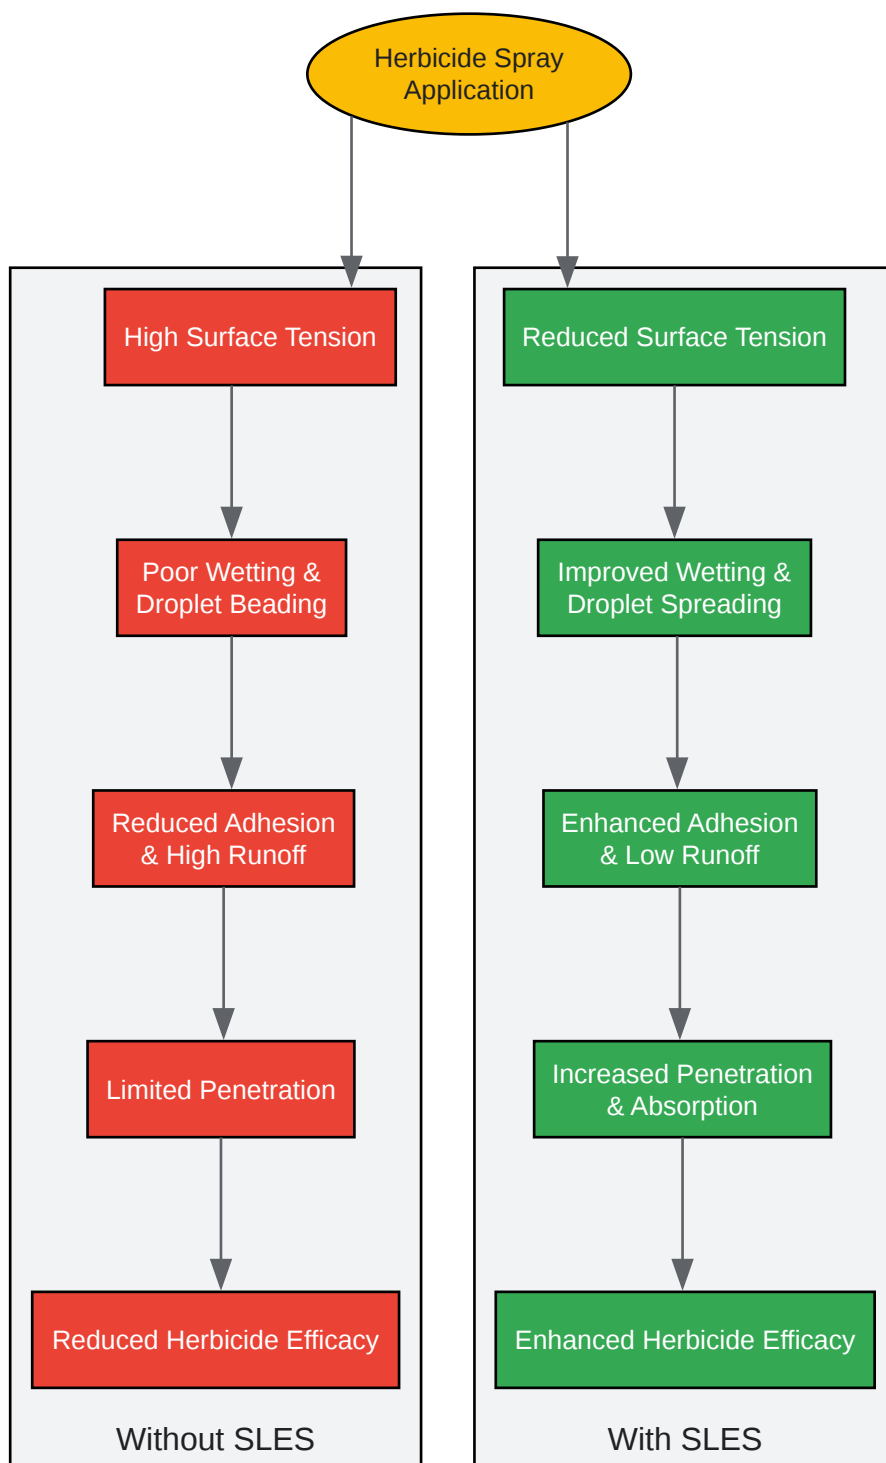 Herbicide Spray
Application
High Surface Tension
Poor Wetting &
Droplet Beading
Reduced Adhesion
& High Runoff
Limited Penetration
Reduced Herbicide Efficacy
Without SLES
Reduced Surface Tension
Improved Wetting &
Droplet Spreading
Enhanced Adhesion
& Low Runoff
Increased Penetration
& Absorption
Enhanced Herbicide Efficacy
With SLES